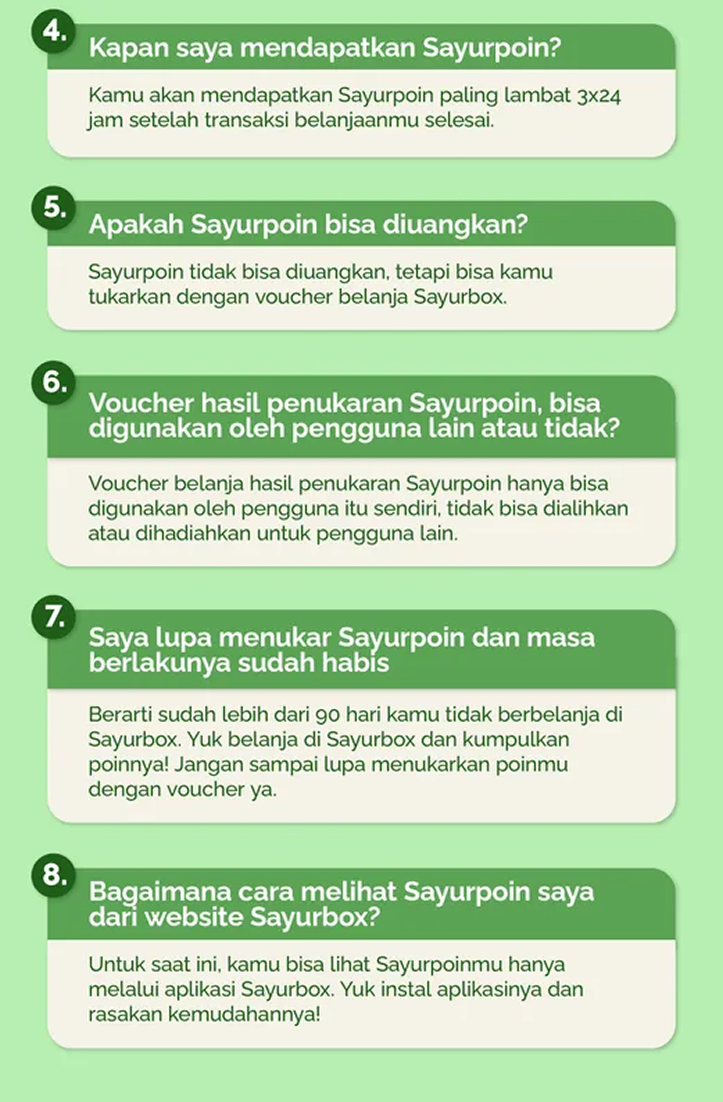 4.
Kapan saya mendapatkan Sayurpoin?
Kamu akan mendapatkan Sayurpoin paling lambat 3x24
jam setelah transaksi belanjaanmu selesai.
5.
Apakah Sayurpoin bisa diuangkan?
Sayurpoin tidak bisa diuangkan, tetapi bisa kamu
tukarkan dengan voucher belanja Sayurbox.
6.
Voucher hasil penukaran Sayurpoin, bisa
digunakan oleh pengguna lain atau tidak?
Voucher belanja hasil penukaran Sayurpoin hanya bisa
digunakan oleh pengguna itu sendiri, tidak bisa dialihkan
atau dihadiahkan untuk pengguna lain.
7.
Saya lupa menukar Sayurpoin dan masa
berlakunya sudah habis
Berarti sudah lebih dari 90 hari kamu tidak berbelanja di
Sayurbox. Yuk belanja di Sayurbox dan kumpulkan
poinnya! Jangan sampai lupa menukarkan poinmu
dengan voucher ya.
8.
Bagaimana cara melihat Sayurpoin saya
dari website Sayurbox?
Untuk saat ini, kamu bisa lihat Sayurpoinmu hanya
melalui aplikasi Sayurbox. Yuk instal aplikasinya dan
rasakan kemudahannya!